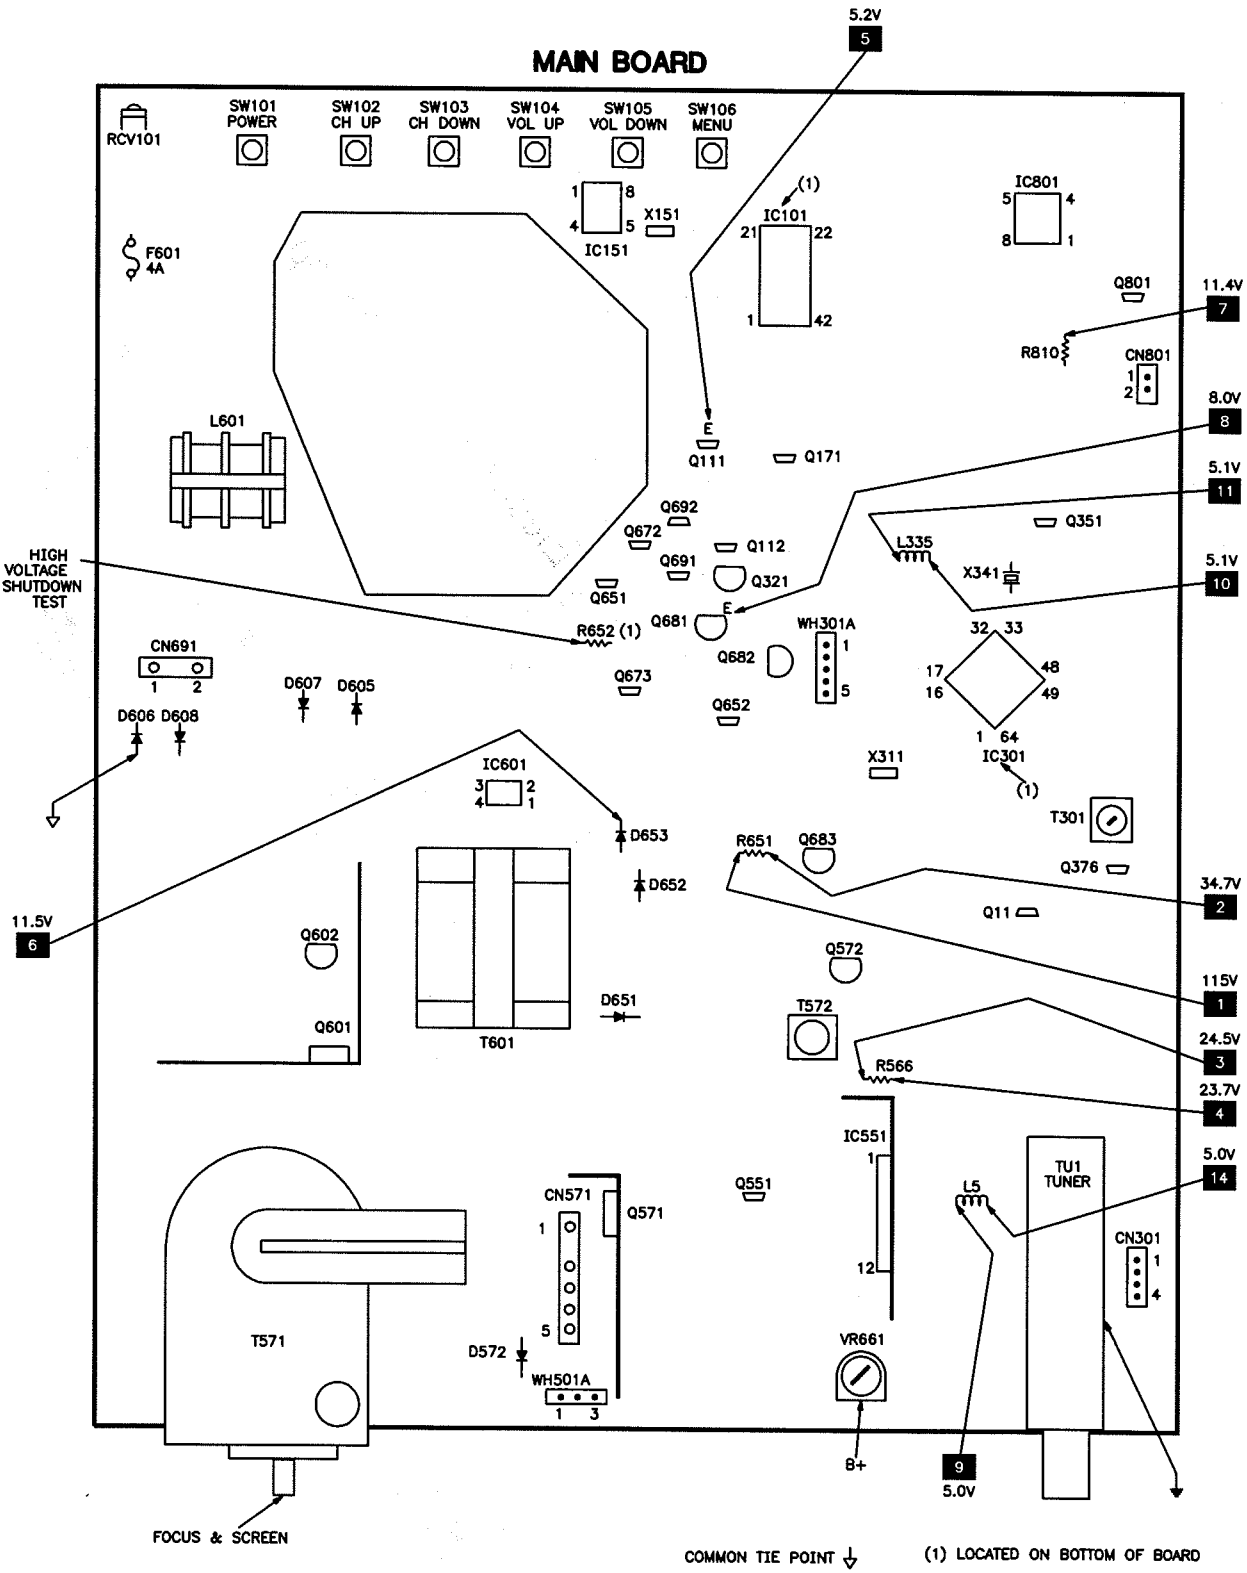 5.2V
5
MAIN BOARD
RCV101
SW101
POWER
SW102
CH UP
SW103
CH DOWN
SW104
VOL UP
SW105
VOL DOWN
SW106
MENU
1 8
4 5
IC151
X151
(1)
IC101
21 22
1 42
IC801
5 4
8 1
F601
4A
Q801
11.4V
7
R810
CN801
1
2
L601
8.0V
8
E
Q111
Q171
5.1V
11
Q692
Q672
Q112
L335
Q351
HIGH
VOLTAGE
SHUTDOWN
TEST
Q691
Q321
X341
5.1V
10
Q651
E
Q681
R652 (1)
WH301A
1
5
32 33
CN691
1 2
Q682
17
16
48
49
Q673
D607
D605
D606
D608
Q652
1 64
IC301
(1)
X311
IC601
3 2
4 1
T301
D653
R651
Q683
Q376
D652
34.7V
2
Q11
11.5V
6
Q602
Q572
115V
1
D651
T572
Q601
T601
24.5V
3
R566
23.7V
4
IC551
1
12
TU1
TUNER
5.0V
14
Q551
L5
CN571
1
5
Q571
CN301
1
4
T571
D572
VR661
WH501A
1 3
B+
9
5.0V
FOCUS & SCREEN
COMMON TIE POINT
(1) LOCATED ON BOTTOM OF BOARD